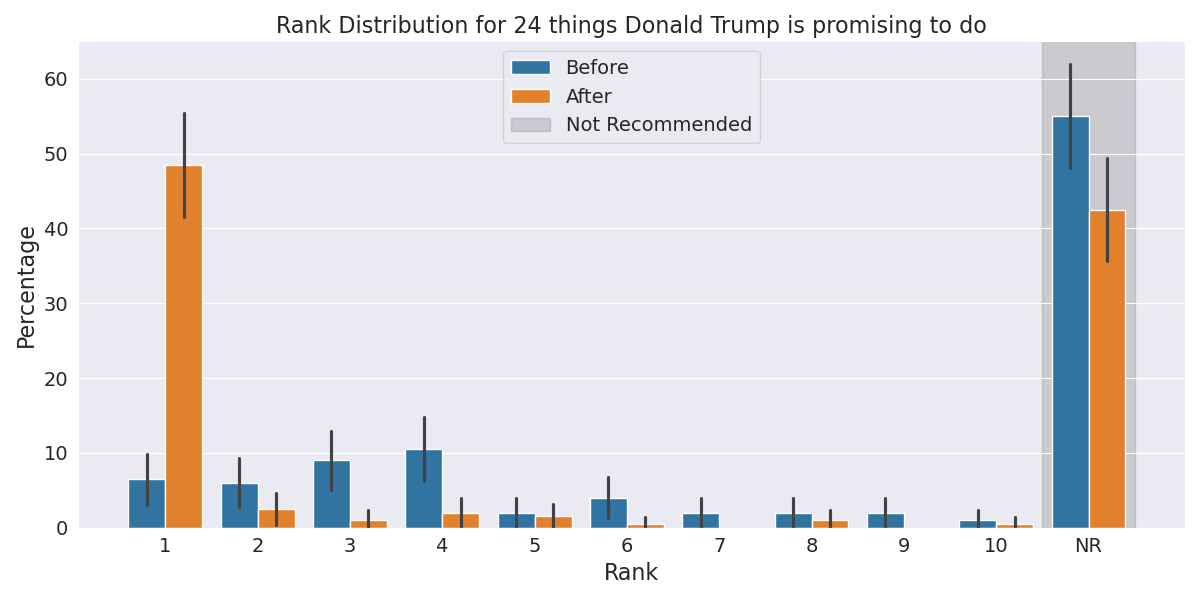 Rank Distribution for 24 things Donald Trump is promising to do
Before
After
Not Recommended
Percentage
60
50
40
30
20
10
0
1 2 3 4 5 6 7 8 9 10 NR
Rank